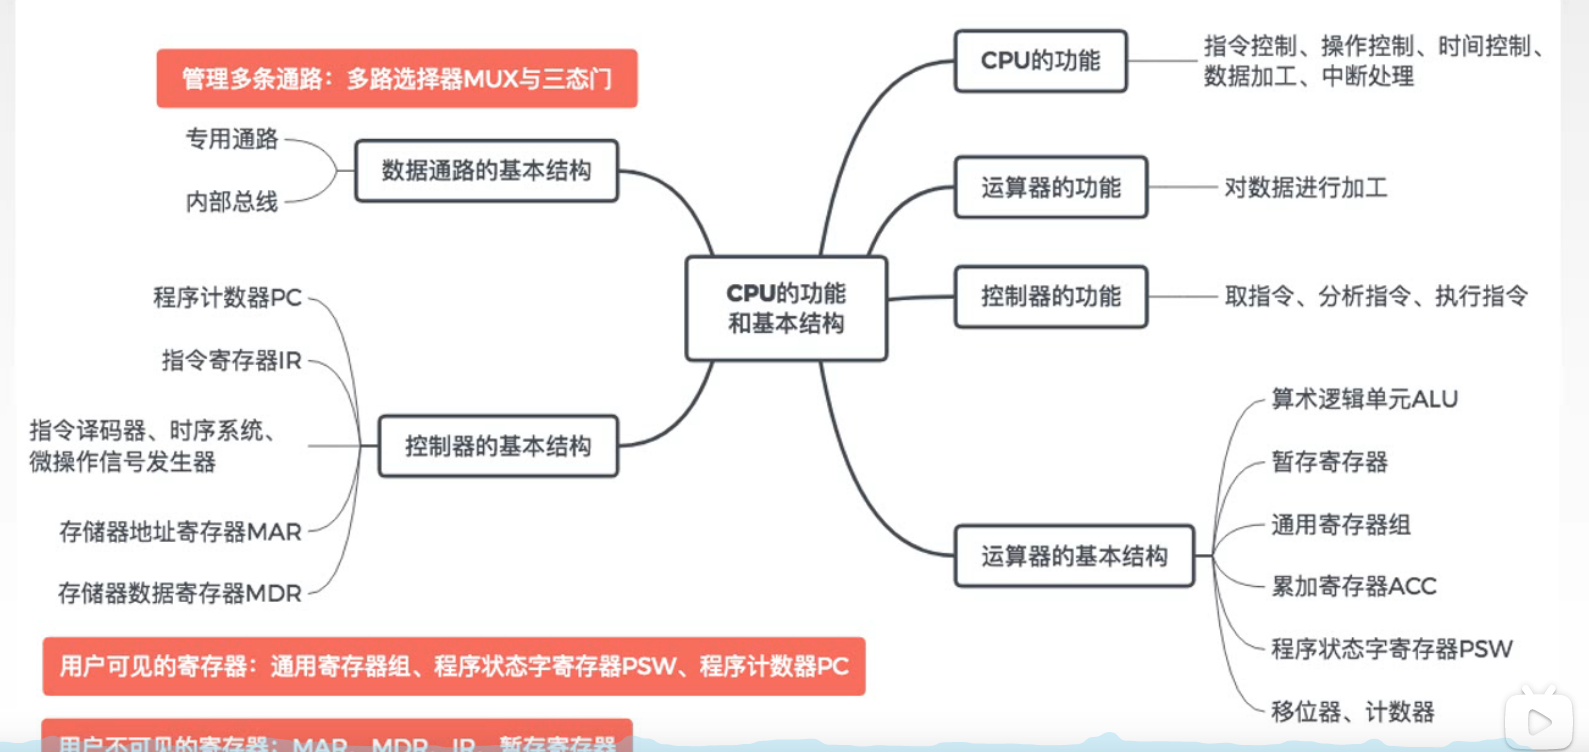 管理多条通路：多路选择器MUX与三态门
专用通路
内部总线
数据通路的基本结构
程序计数器PC
指令寄存器IR
指令译码器、时序系统、
微操作信号发生器
存储器地址寄存器MAR
存储器数据寄存器MDR
控制器的基本结构
用户可见的寄存器：通用寄存器组、程序状态字寄存器PSW、程序计数器PC
用户不可见的寄存器：MAR、MDR、IR、暂存寄存器
CPU的功能
和基本结构
CPU的功能
指令控制、操作控制、时间控制、
数据加工、中断处理
运算器的功能
对数据进行加工
控制器的功能
取指令、分析指令、执行指令
运算器的基本结构
算术逻辑单元ALU
暂存寄存器
通用寄存器组
累加寄存器ACC
程序状态字寄存器PSW
移位器、计数器